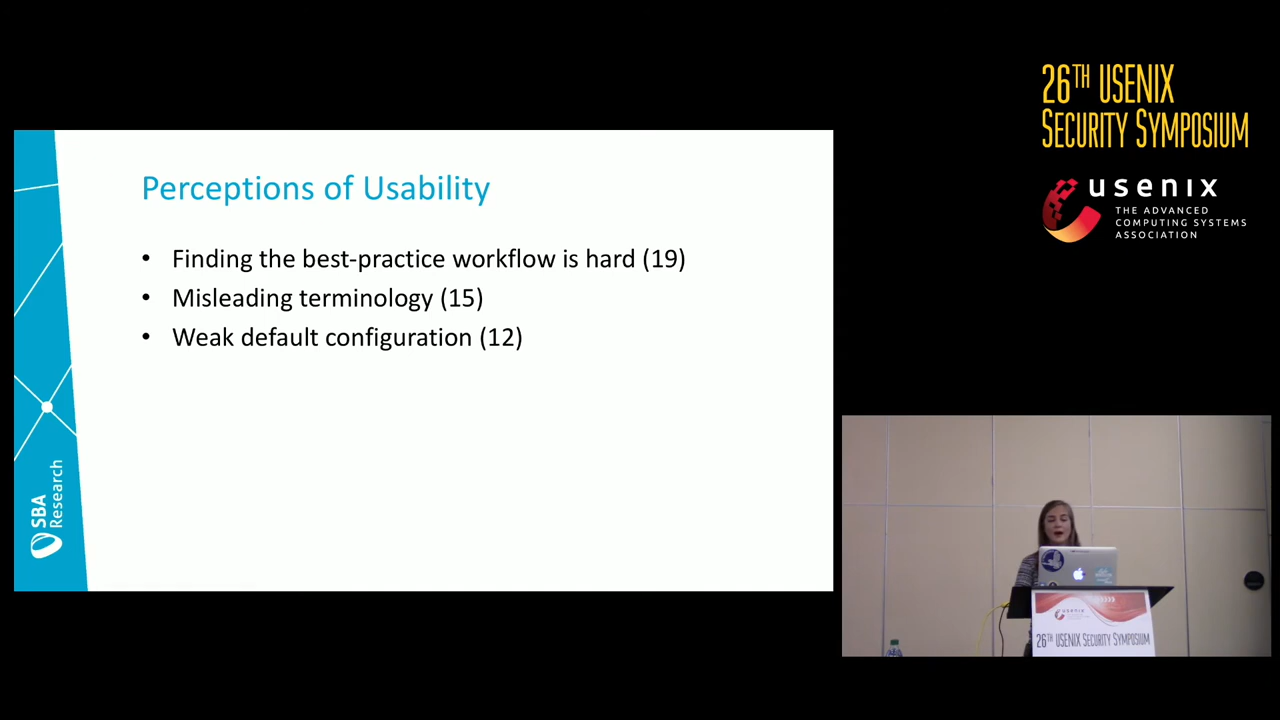 26TH USENIX
SECURITY SYMPOSIUM
usenix
THE ADVANCED
COMPUTING SYSTEMS
ASSOCIATION
Perceptions of Usability
• Finding the best-practice workflow is hard (19)
• Misleading terminology (15)
• Weak default configuration (12)
SBA
Research
usenix
26TH USENIX SECURITY SYMPOSIUM